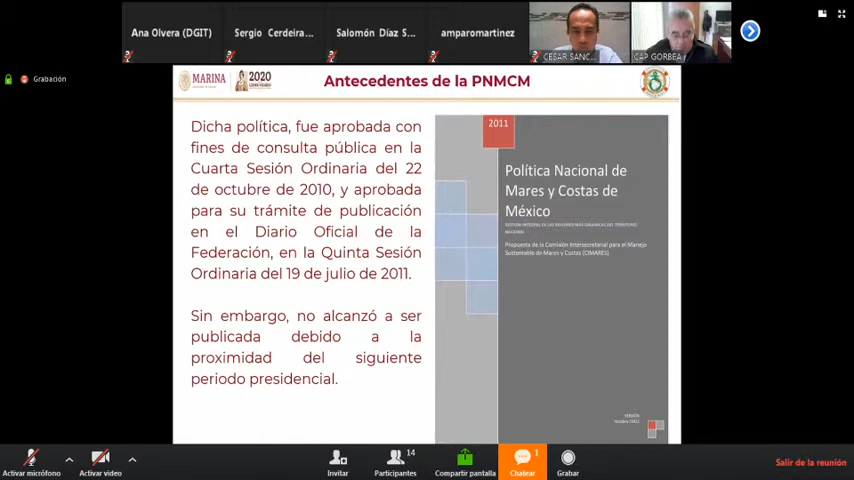 Ana Olvera (DGIT)
Sergio Cerdeira...
Salomón Díaz S...
amparomartinez
CESAR SANC...
CAP GORBEA
Grabación
MARINA
2020
Antecedentes de la PNMCM
Dicha política, fue aprobada con
fines de consulta pública en la
Cuarta Sesión Ordinaria del 22
de octubre de 2010, y aprobada
para su trámite de publicación
en el Diario Oficial de la
Federación, en la Quinta Sesión
Ordinaria del 19 de julio de 2011.
Sin embargo, no alcanzó a ser
publicada debido a la
proximidad del siguiente
periodo presidencial.
2011
Política Nacional de
Mares y Costas de
México
Propuesta de la Comisión Intersecretarial para el Manejo
Sustentable de Mares y Costas (CIMARES)
VERSIÓN
Activar micrófono
Activar video
Invitar
14
Participantes
Compartir pantalla
1
Chatear
Grabar
Salir de la reunión